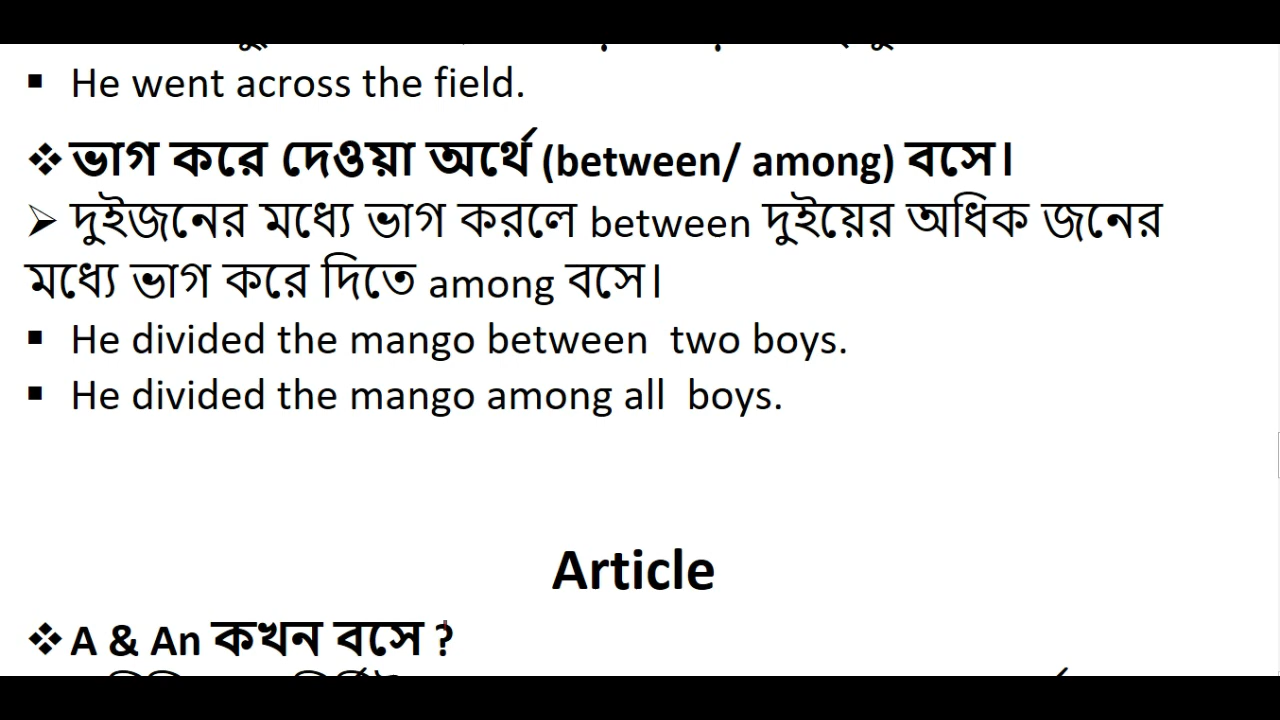 ▪ He went across the field.
❖ ভাগ করে দেওয়া অর্থে (between/ among) বসে।
➢ দুইজনের মধ্যে ভাগ করলে between দুইয়ের অধিক জনের
মধ্যে ভাগ করে দিতে among বসে।
▪ He divided the mango between  two boys.
▪ He divided the mango among all  boys.
Article
❖ A & An কখন বসে ?